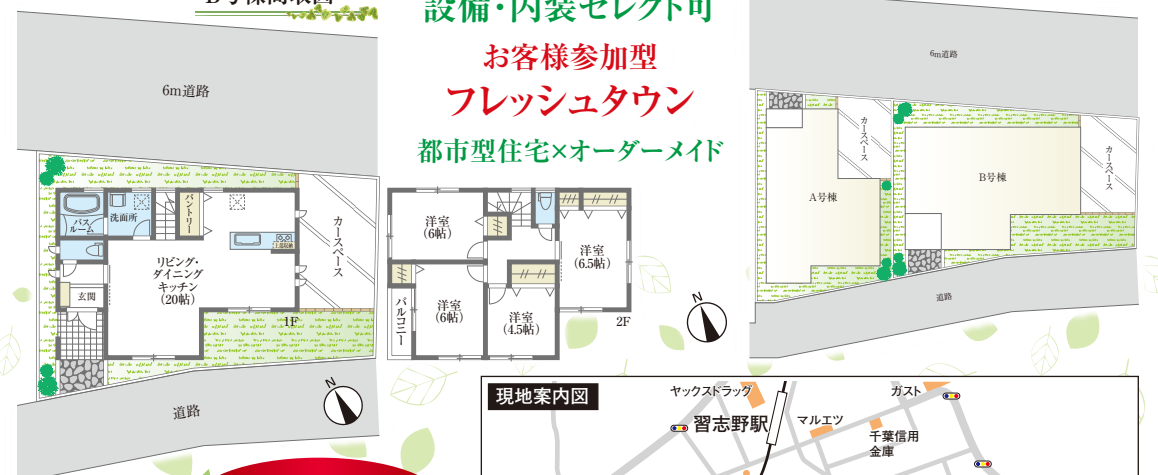 B号棟間取図
設備・内装セレクト可
お客様参加型
フレッシュタウン
都市型住宅×オーダーメイド
6m道路
バス
ルーム
洗面所
パントリー
上部収納
リビング・
ダイニング
キッチン
(20帖)
玄関
カースペース
1F
道路
N
洋室
(6帖)
洋室
(6.5帖)
洋室
(6帖)
洋室
(4.5帖)
バルコニー
2F
N
6m道路
カースペース
A号棟
B号棟
カースペース
道路
現地案内図
ヤックスドラッグ
習志野駅
マルエツ
ガスト
千葉信用
金庫